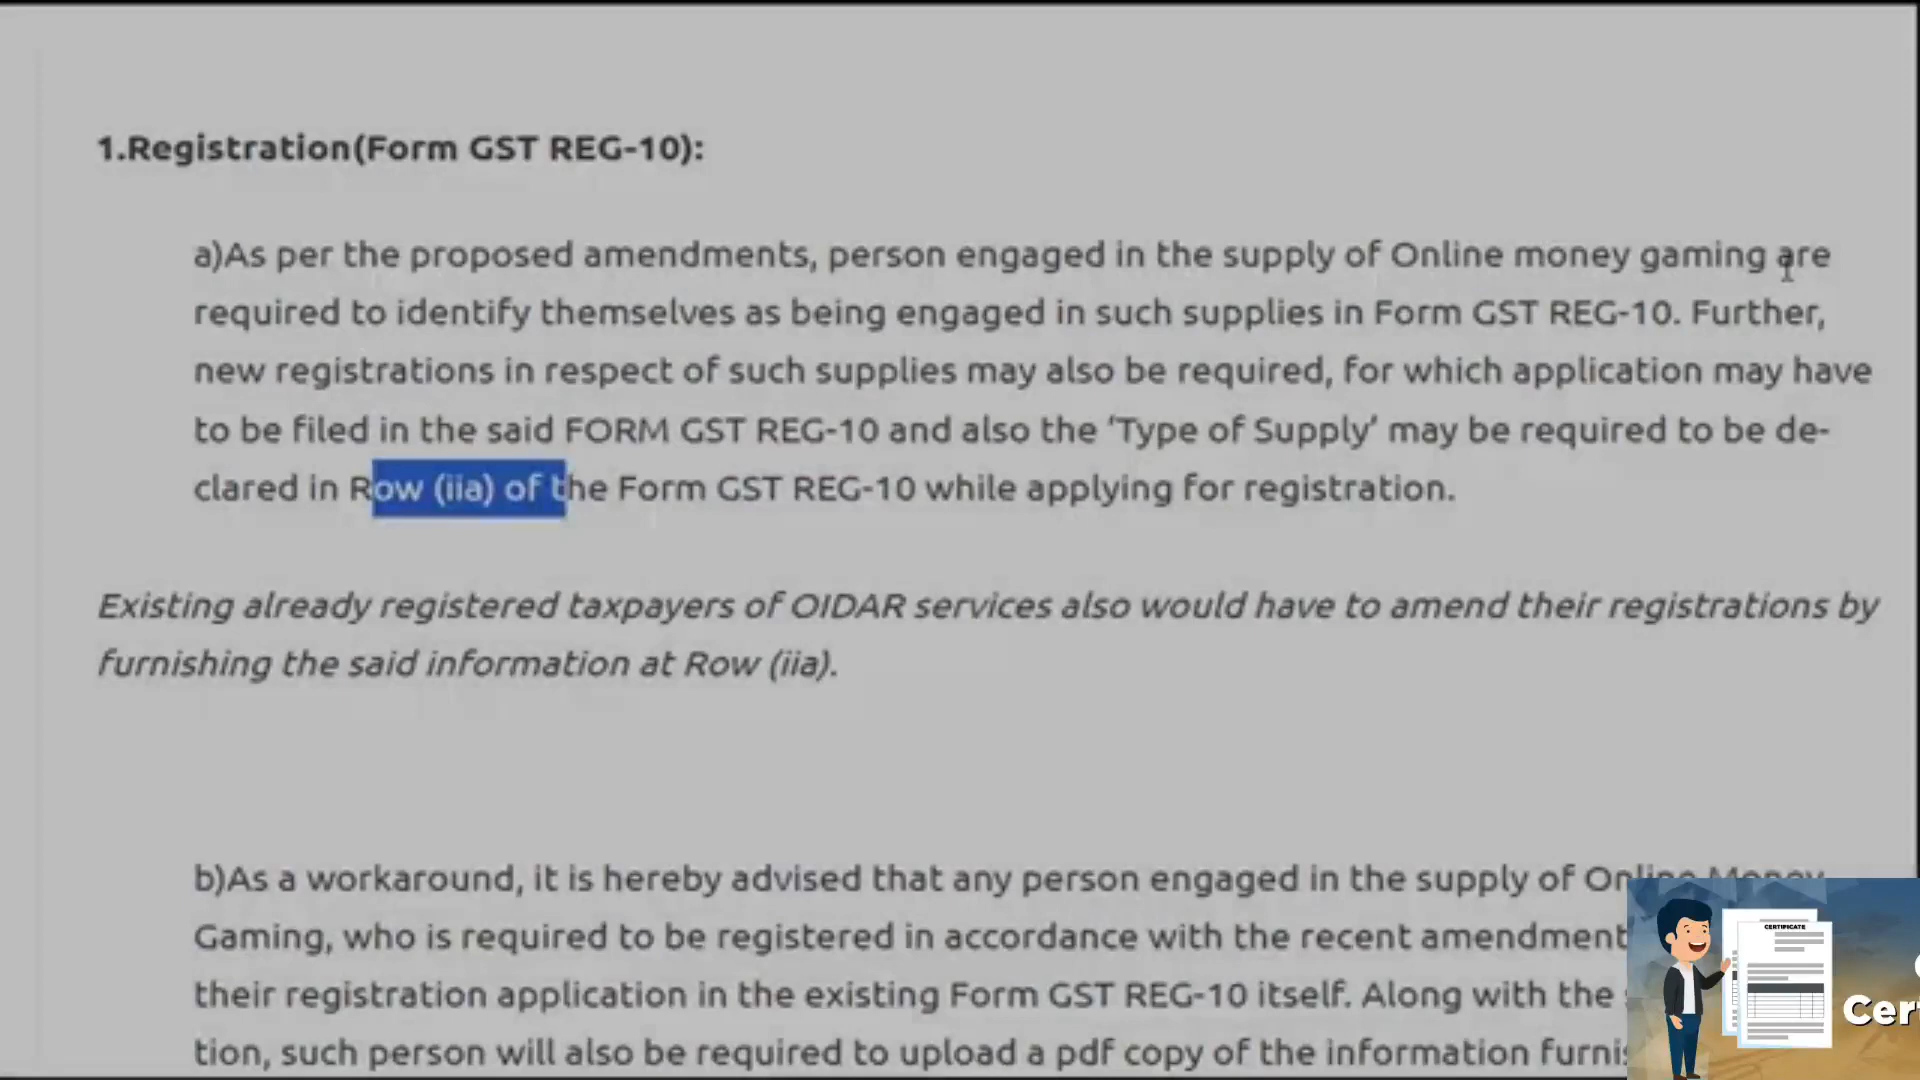 1.Registration(Form GST REG-10):
a)As per the proposed amendments, person engaged in the supply of Online money gaming are
required to identify themselves as being engaged in such supplies in Form GST REG-10. Further,
new registrations in respect of such supplies may also be required, for which application may have
to be filed in the said FORM GST REG-10 and also the ‘Type of Supply’ may be required to be de-
clared in Row (iia) of the Form GST REG-10 while applying for registration.
Existing already registered taxpayers of OIDAR services also would have to amend their registrations by
furnishing the said information at Row (iia).
b)As a workaround, it is hereby advised that any person engaged in the supply of Online Money
Gaming, who is required to be registered in accordance with the recent amendment
their registration application in the existing Form GST REG-10 itself. Along with the
tion, such person will also be required to upload a pdf copy of the information furni
CERTIFICATE
Cert